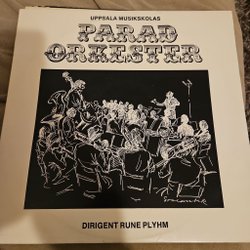 UPPSALA MUSIKSKOLAS
PARAD
ORKESTER
DIRIGENT RUNE PLYHM